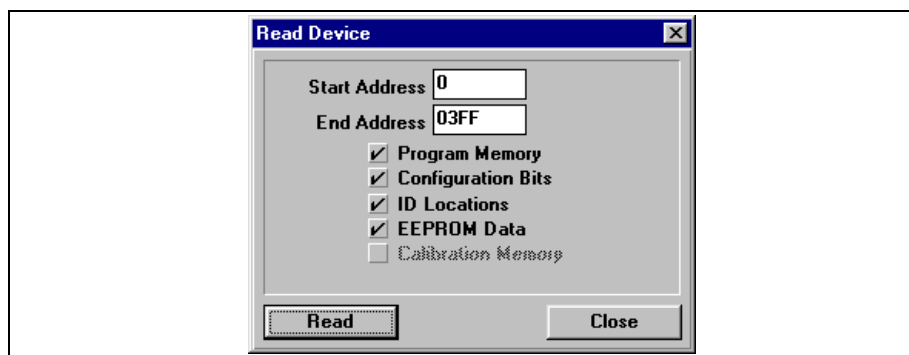 Read Device
Start Address 0
End Address 03FF
Program Memory
Configuration Bits
ID Locations
EEPROM Data
Calibration Memory
Read Close